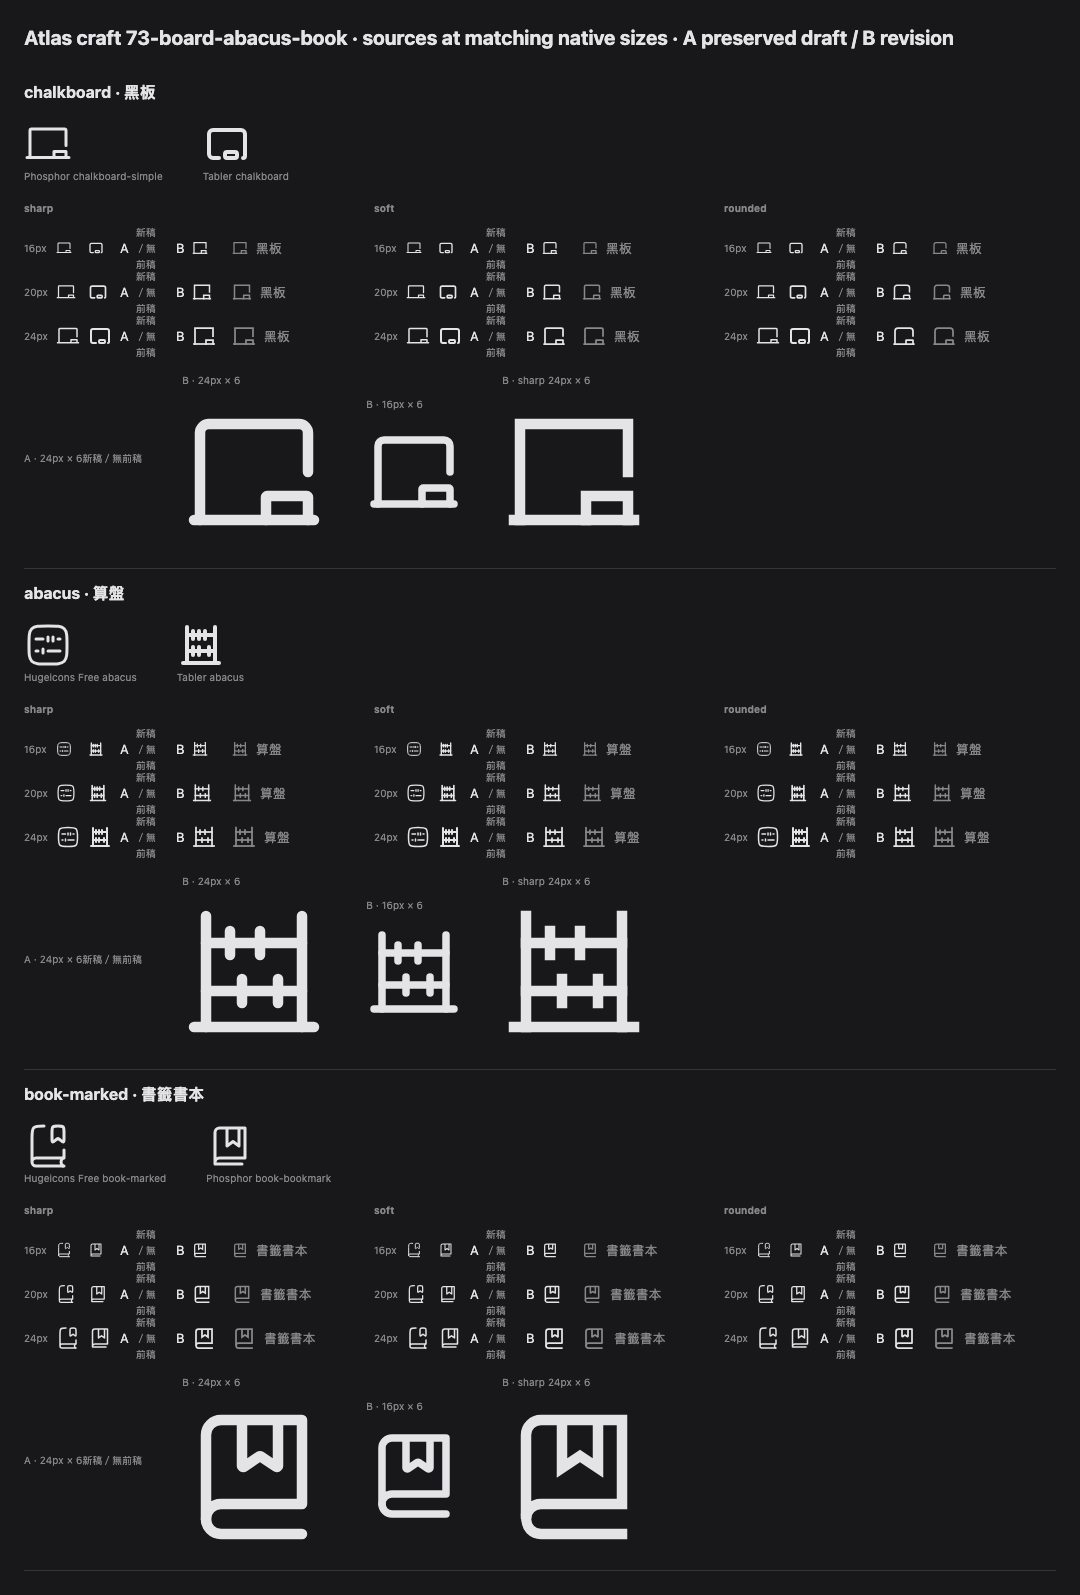 Atlas craft 73-board-abacus-book · sources at matching native sizes · A preserved draft / B revision
chalkboard · 黑板
Phosphor chalkboard-simple
Tabler chalkboard
sharp
soft
rounded
16px A 新稿 / 無前稿 B 黑板
16px A 新稿 / 無前稿 B 黑板
16px A 新稿 / 無前稿 B 黑板
20px A 新稿 / 無前稿 B 黑板
20px A 新稿 / 無前稿 B 黑板
20px A 新稿 / 無前稿 B 黑板
24px A 新稿 / 無前稿 B 黑板
24px A 新稿 / 無前稿 B 黑板
24px A 新稿 / 無前稿 B 黑板
B · 24px × 6
B · 16px × 6
B · sharp 24px × 6
A · 24px × 6新稿 / 無前稿
abacus · 算盤
Hugeicons Free abacus
Tabler abacus
sharp
soft
rounded
16px A 新稿 / 無前稿 B 算盤
16px A 新稿 / 無前稿 B 算盤
16px A 新稿 / 無前稿 B 算盤
20px A 新稿 / 無前稿 B 算盤
20px A 新稿 / 無前稿 B 算盤
20px A 新稿 / 無前稿 B 算盤
24px A 新稿 / 無前稿 B 算盤
24px A 新稿 / 無前稿 B 算盤
24px A 新稿 / 無前稿 B 算盤
B · 24px × 6
B · 16px × 6
B · sharp 24px × 6
A · 24px × 6新稿 / 無前稿
book-marked · 書籤書本
Hugeicons Free book-marked
Phosphor book-bookmark
sharp
soft
rounded
16px A 新稿 / 無前稿 B 書籤書本
16px A 新稿 / 無前稿 B 書籤書本
16px A 新稿 / 無前稿 B 書籤書本
20px A 新稿 / 無前稿 B 書籤書本
20px A 新稿 / 無前稿 B 書籤書本
20px A 新稿 / 無前稿 B 書籤書本
24px A 新稿 / 無前稿 B 書籤書本
24px A 新稿 / 無前稿 B 書籤書本
24px A 新稿 / 無前稿 B 書籤書本
B · 24px × 6
B · 16px × 6
B · sharp 24px × 6
A · 24px × 6新稿 / 無前稿